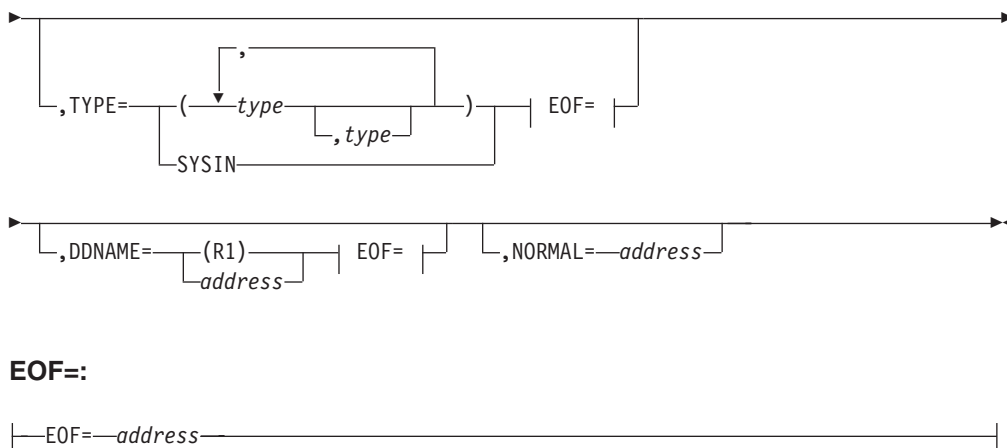 ,
,TYPE= ( type ) EOF=
,type
SYSIN
,DDNAME= (R1) EOF= ,NORMAL= address
address
EOF=:
EOF= address